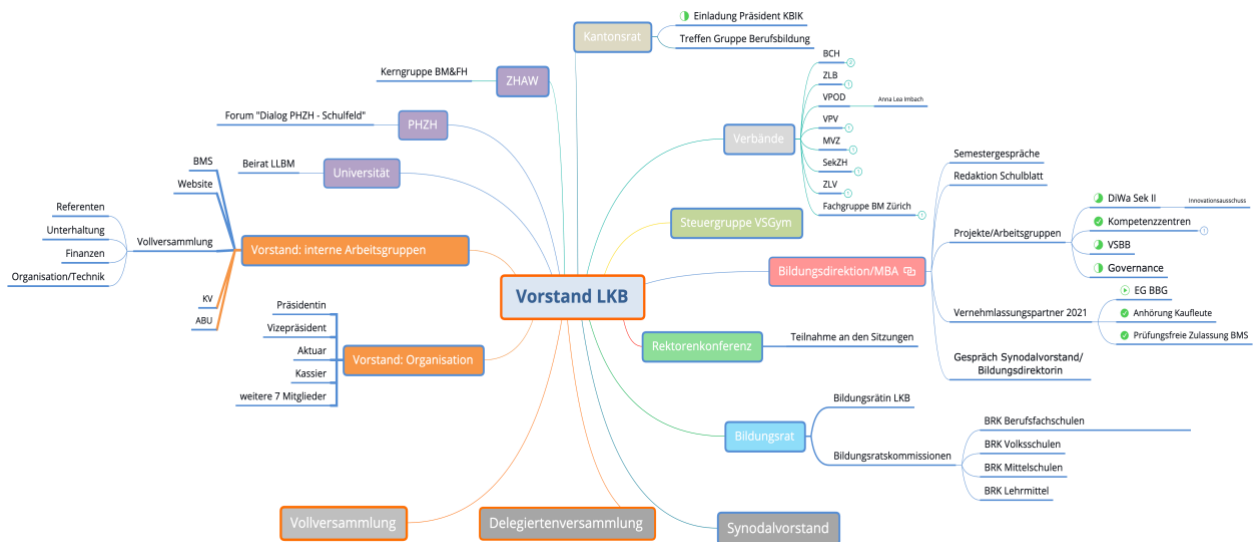 Kantonsrat
Einladung Präsident KBIK
Treffen Gruppe Berufsbildung
ZHAW
Kerngruppe BM&FH
PHZH
Forum "Dialog PHZH - Schulfeld"
Universität
Beirat LLBM
Verbände
BCH
ZLB
VPOD
Anna Lea Imbach
VPV
MVZ
SekZH
ZLV
Fachgruppe BM Zürich
Steuergruppe VSGym
Vorstand: interne Arbeitsgruppen
BMS
Website
Vollversammlung
Referenten
Unterhaltung
Finanzen
Organisation/Technik
KV
ABU
Vorstand LKB
Bildungsdirektion/MBA
Semestergespräche
Redaktion Schulblatt
Projekte/Arbeitsgruppen
DiWa Sek II
Innovationsausschuss
Kompetenzzentren
VSBB
Governance
Vernehmlassungspartner 2021
EG BBG
Anhörung Kaufleute
Prüfungsfreie Zulassung BMS
Gespräch Synodalvorstand/
Bildungsdirektorin
Rektorenkonferenz
Teilnahme an den Sitzungen
Vorstand: Organisation
Präsidentin
Vizepräsident
Aktuar
Kassier
weitere 7 Mitglieder
Bildungsrat
Bildungsrätin LKB
Bildungsratskommissionen
BRK Berufsfachschulen
BRK Volksschulen
BRK Mittelschulen
BRK Lehrmittel
Vollversammlung
Delegiertenversammlung
Synodalvorstand